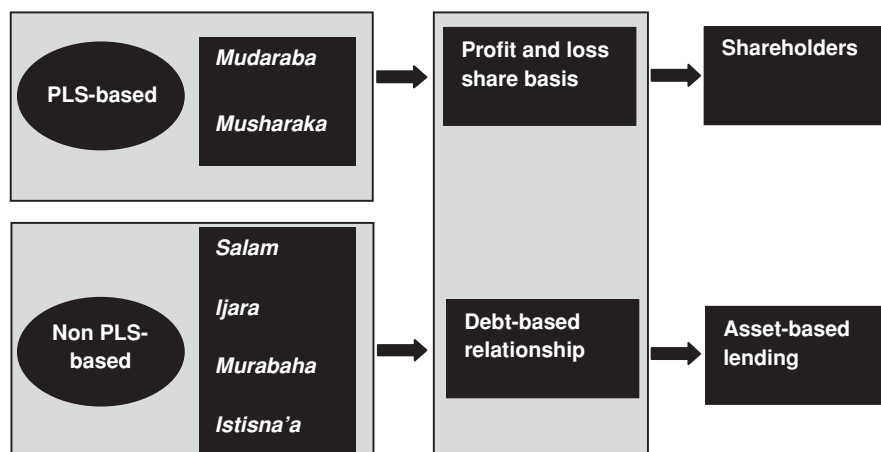 PLS-based
Mudaraba
Musharaka
Profit and loss
share basis
Shareholders
Non PLS-
based
Salam
Ijara
Murabaha
Istisna’a
Debt-based
relationship
Asset-based
lending